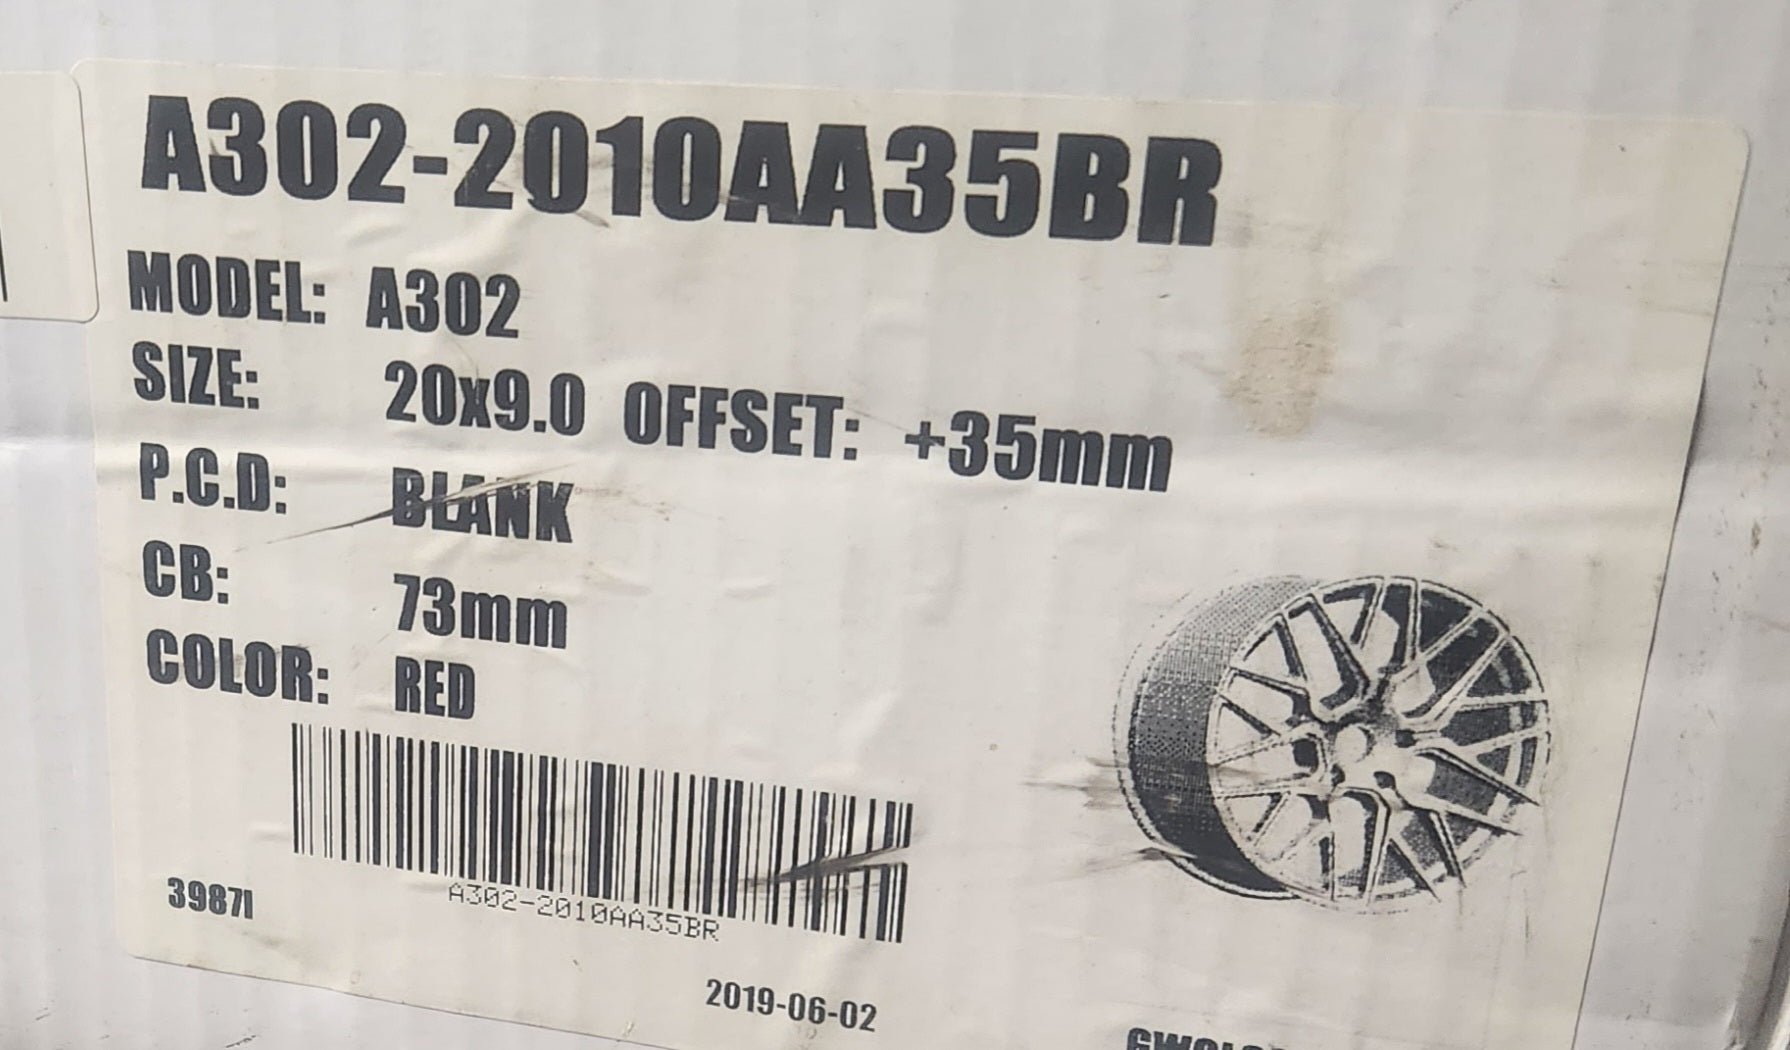 A302-2010AA35BR
MODEL: A302
SIZE: 20x9.0 OFFSET: +35mm
P.C.D: BLANK
CB: 73mm
COLOR: RED
A302-2010AA35BR
3987I
2019-06-02